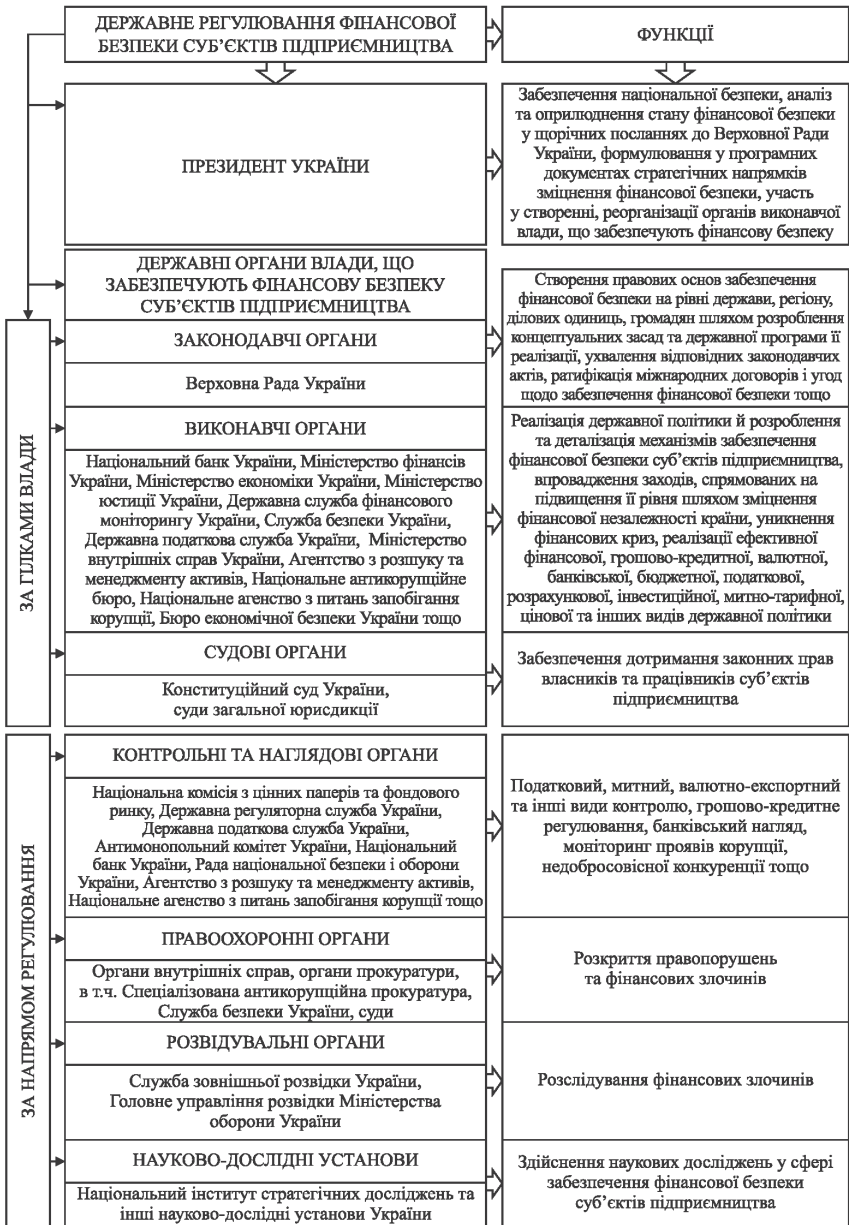 ДЕРЖАВНЕ РЕГУЛЮВАННЯ ФІНАНСОВОЇ
БЕЗПЕКИ СУБ’ЄКТІВ ПІДПРИЄМНИЦТВА
ФУНКЦІЇ
ПРЕЗИДЕНТ УКРАЇНИ
Забезпечення національної безпеки, аналіз
та оприлюднення стану фінансової безпеки
у щорічних посланнях до Верховної Ради
України, формулювання у програмних
документах стратегічних напрямків
зміцнення фінансової безпеки, участь
у створенні, реорганізації органів виконавчої
влади, що забезпечують фінансову безпеку
ДЕРЖАВНІ ОРГАНИ ВЛАДИ, ЩО
ЗАБЕЗПЕЧУЮТЬ ФІНАНСОВУ БЕЗПЕКУ
СУБ’ЄКТІВ ПІДПРИЄМНИЦТВА
ЗА ГІЛКАМИ ВЛАДИ
ЗАКОНОДАВЧІ ОРГАНИ
Верховна Рада України
Створення правових основ забезпечення
фінансової безпеки на рівні держави, регіону,
ділових одиниць, громадян шляхом розроблення
концептуальних засад та державної програми її
реалізації, ухвалення відповідних законодавчих
актів, ратифікація міжнародних договорів і угод
щодо забезпечення фінансової безпеки тощо
ВИКОНАВЧІ ОРГАНИ
Національний банк України, Міністерство фінансів
України, Міністерство економіки України, Міністерство
юстиції України, Державна служба фінансового
моніторингу України, Служба безпеки України,
Державна податкова служба України, Міністерство
внутрішніх справ України, Агентство з розшуку та
менеджменту активів, Національне антикорупційне
бюро, Національне агенство з питань запобігання
корупції, Бюро економічної безпеки України тощо
Реалізація державної політики й розроблення
та деталізація механізмів забезпечення
фінансової безпеки суб’єктів підприємництва,
впровадження заходів, спрямованих на
підвищення її рівня шляхом зміцнення
фінансової незалежності країни, уникнення
фінансових криз, реалізації ефективної
фінансової, грошово-кредитної, валютної,
банківської, бюджетної, податкової,
розрахункової, інвестиційної, митно-тарифної,
цінової та інших видів державної політики
СУДОВІ ОРГАНИ
Конституційний суд України,
суди загальної юрисдикції
Забезпечення дотримання законних прав
власників та працівників суб’єктів
підприємництва
ЗА НАПРЯМОМ РЕГУЛЮВАННЯ
КОНТРОЛЬНІ ТА НАГЛЯДОВІ ОРГАНИ
Національна комісія з цінних паперів та фондового
ринку, Державна регуляторна служба України,
Державна податкова служба України,
Антимонопольний комітет України, Національний
банк України, Рада національної безпеки і оборони
України, Агентство з розшуку та менеджменту активів,
Національне агенство з питань запобігання корупції тощо
Податковий, митний, валютно-експортний
та інші види контролю, грошово-кредитне
регулювання, банківський нагляд,
моніторинг проявів корупції,
недобросовісної конкуренції тощо
ПРАВООХОРОННІ ОРГАНИ
Органи внутрішніх справ, органи прокуратури,
в т.ч. Спеціалізована антикорупційна прокуратура,
Служба безпеки України, суди
Розкриття правопорушень
та фінансових злочинів
РОЗВІДУВАЛЬНІ ОРГАНИ
Служба зовнішньої розвідки України,
Головне управління розвідки Міністерства
оборони України
Розслідування фінансових злочинів
НАУКОВО-ДОСЛІДНІ УСТАНОВИ
Національний інститут стратегічних досліджень та
інші науково-дослідні установи України
Здійснення наукових досліджень у сфері
забезпечення фінансової безпеки
суб’єктів підприємництва